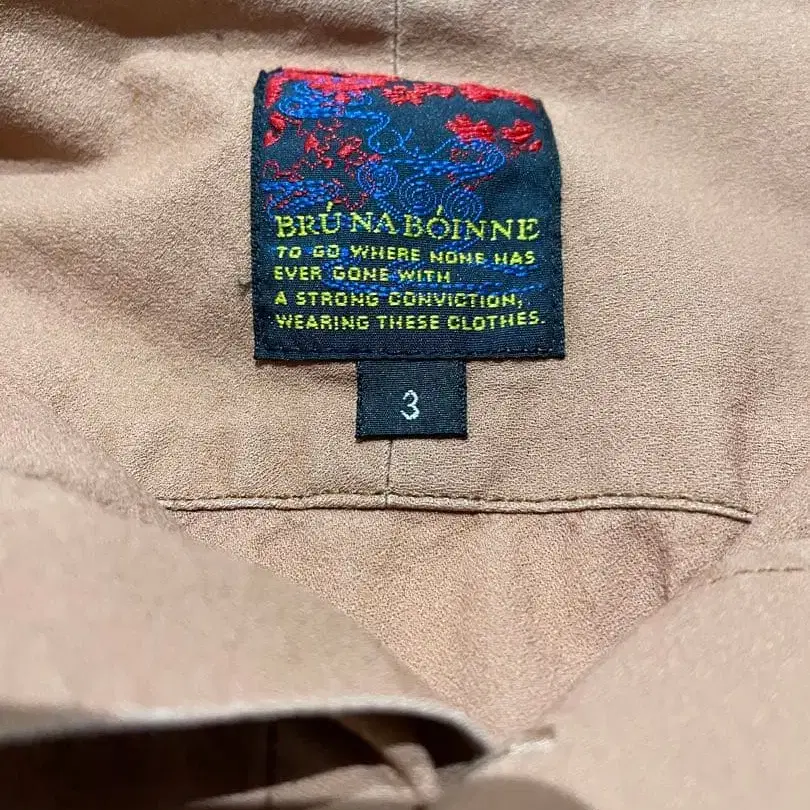 BRÚ NA BÓINNE
TO GO WHERE NONE HAS
EVER GONE WITH
A STRONG CONVICTION,
WEARING THESE CLOTHES.
3